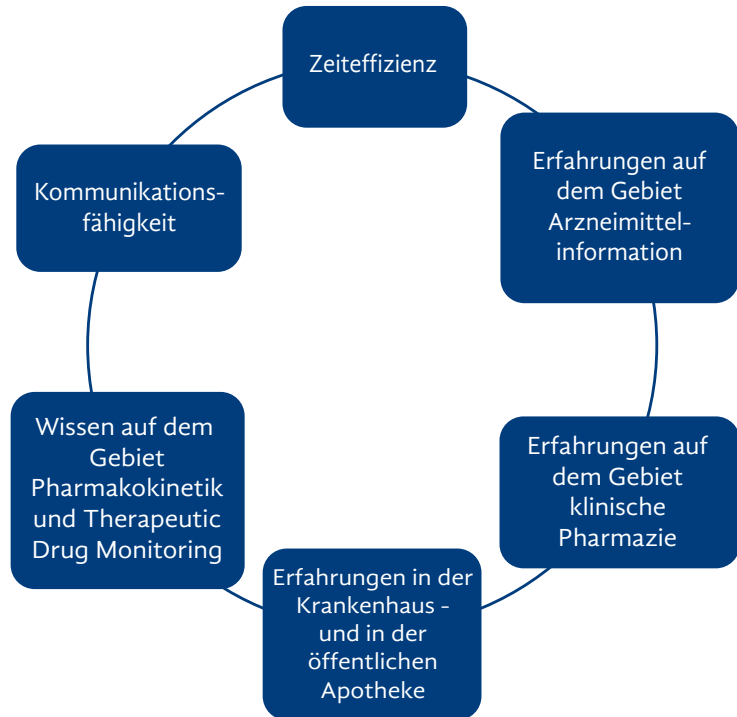 Zeiteffizienz
Erfahrungen auf
dem Gebiet
Arzneimittel-
information
Erfahrungen auf
dem Gebiet
klinische
Pharmazie
Erfahrungen in der
Krankenhaus -
und in der
öffentlichen
Apotheke
Wissen auf dem
Gebiet
Pharmakokinetik
und Therapeutic
Drug Monitoring
Kommunikations-
fähigkeit